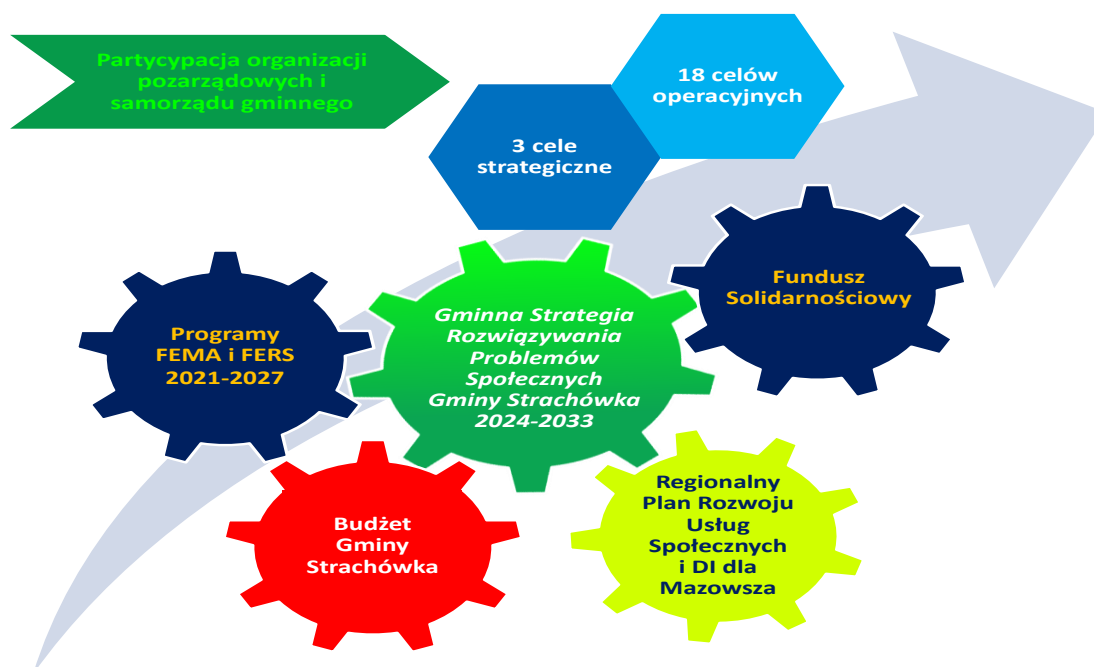 Partycypacja organizacji
pozarządowych i
samorządu gminnego
18 celów
operacyjnych
3 cele
strategiczne
Fundusz
Solidarnościowy
Programy
FEMA i FERS
2021-2027
Gminna Strategia
Rozwiązywania
Problemów
Społecznych
Gminy Strachówka
2024-2033
Budżet
Gminy
Strachówka
Regionalny
Plan Rozwoju
Usług
Społecznych
i DI dla
Mazowsza